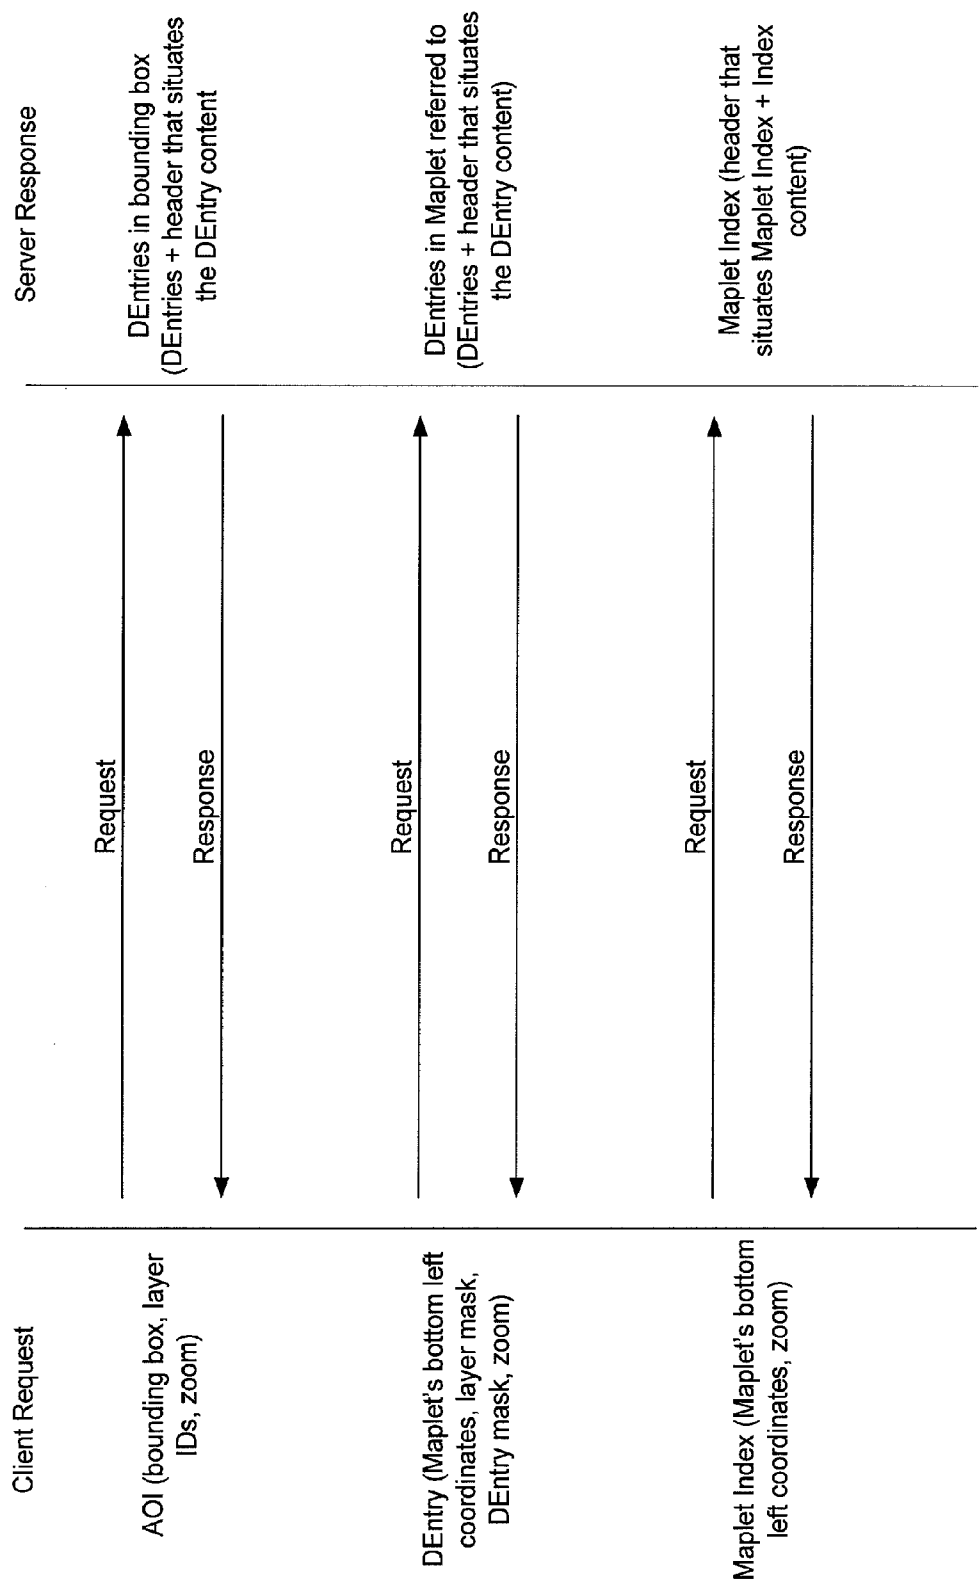 Client Request
Server Response
AOI (bounding box, layer
IDs, zoom)
Request
Response
DEntries in bounding box
(DEntries + header that situates
the DEntry content
DEntry (Maplet's bottom left
coordinates, layer mask,
DEntry mask, zoom)
Request
Response
DEntries in Maplet referred to
(DEntries + header that situates
the DEntry content)
Maplet Index (Maplet's bottom
left coordinates, zoom)
Request
Response
Maplet Index (header that
situates Maplet Index + Index
content)